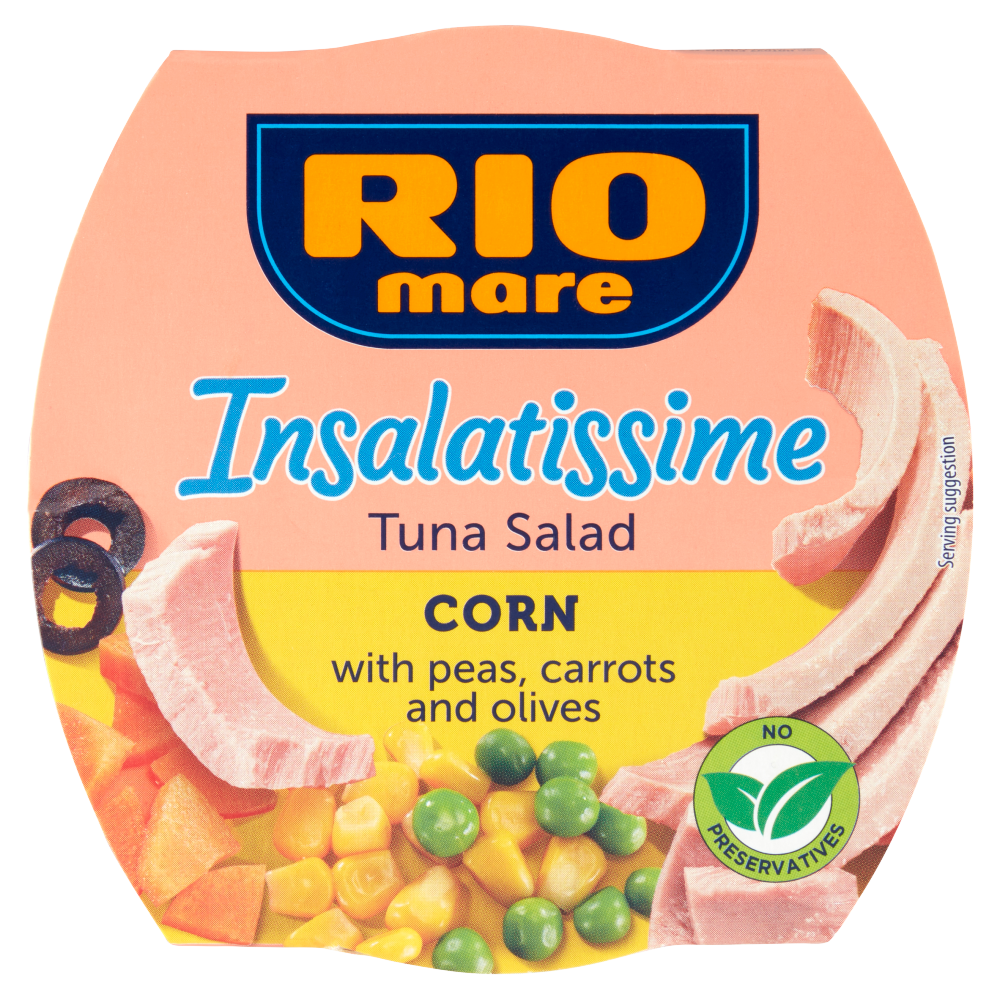 RIO
mare
Insalatissime
Tuna Salad
CORN
with peas, carrots
and olives
Serving suggestion
NO
PRESERVATIVES